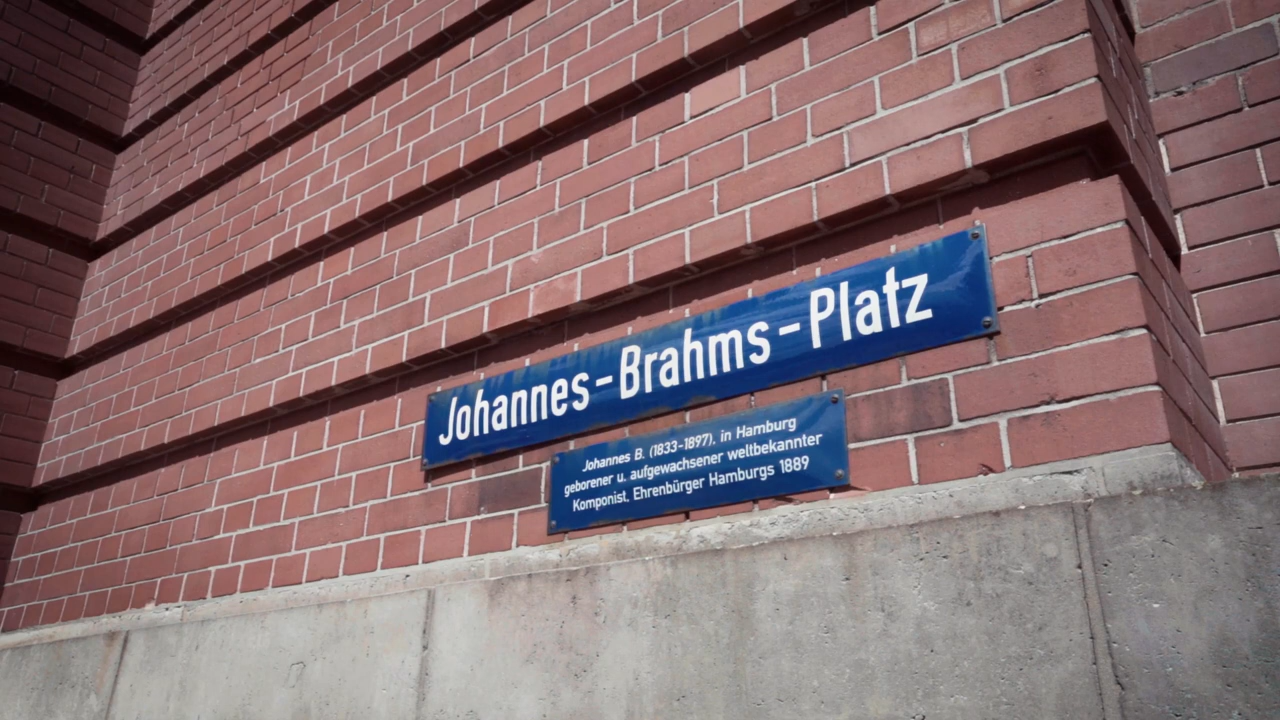 Johannes-Brahms-Platz
Johannes B. (1833-1897), in Hamburg
geborener u. aufgewachsener weltbekannter
Komponist, Ehrenbürger Hamburgs 1889